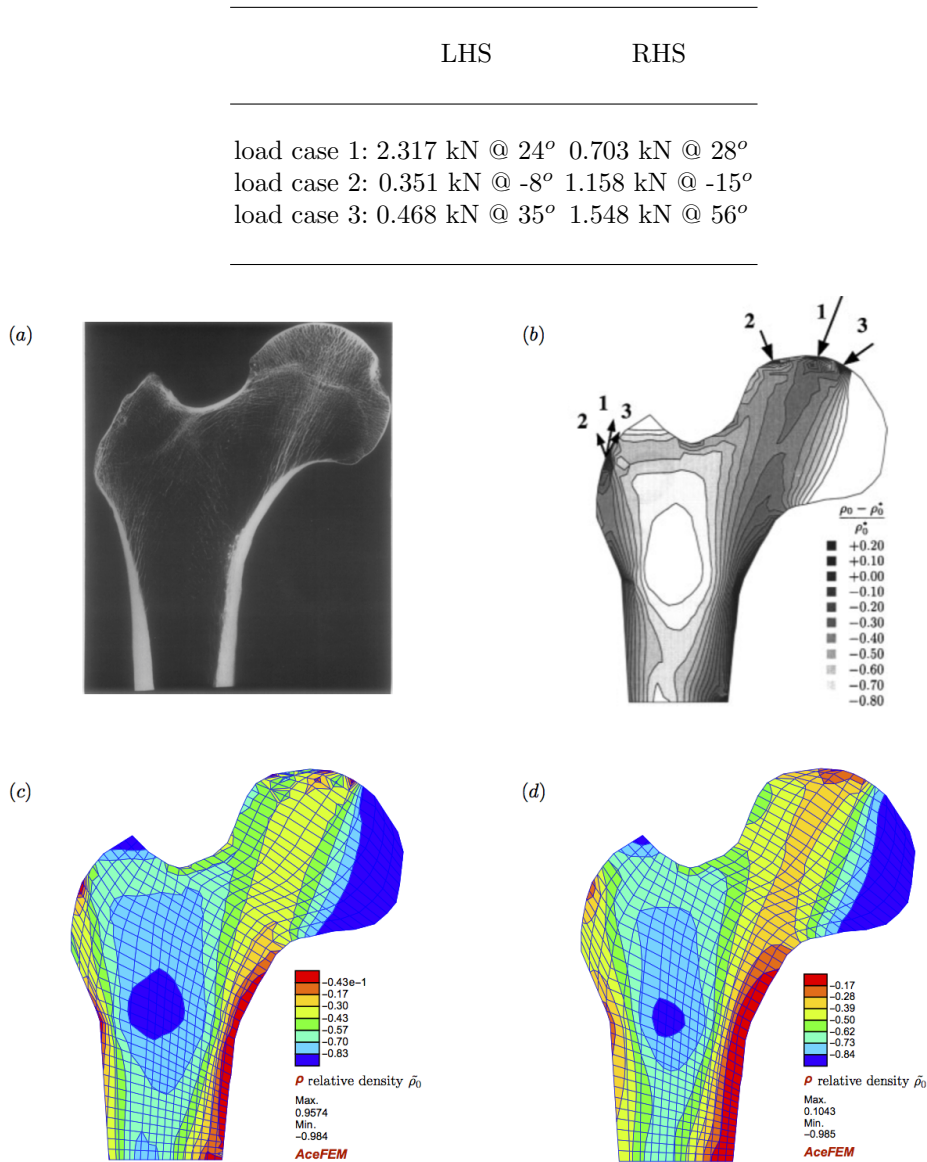 LHS RHS
load case 1: 2.317 kN @ 24° 0.703 kN @ 28°
load case 2: 0.351 kN @ -8° 1.158 kN @ -15°
load case 3: 0.468 kN @ 35° 1.548 kN @ 56°
(a)
(b)
1
2
3
1
2
3
ρ₀ − ρ₀*
ρ₀*
+0.20
+0.10
+0.00
−0.10
−0.20
−0.30
−0.40
−0.50
−0.60
−0.70
−0.80
(c)
-0.43e-1
-0.17
-0.30
-0.43
-0.57
-0.70
-0.83
ρ relative density ρ̃₀
Max.
0.9574
Min.
-0.984
AceFEM
(d)
-0.17
-0.28
-0.39
-0.50
-0.62
-0.73
-0.84
ρ relative density ρ̃₀
Max.
0.1043
Min.
-0.985
AceFEM